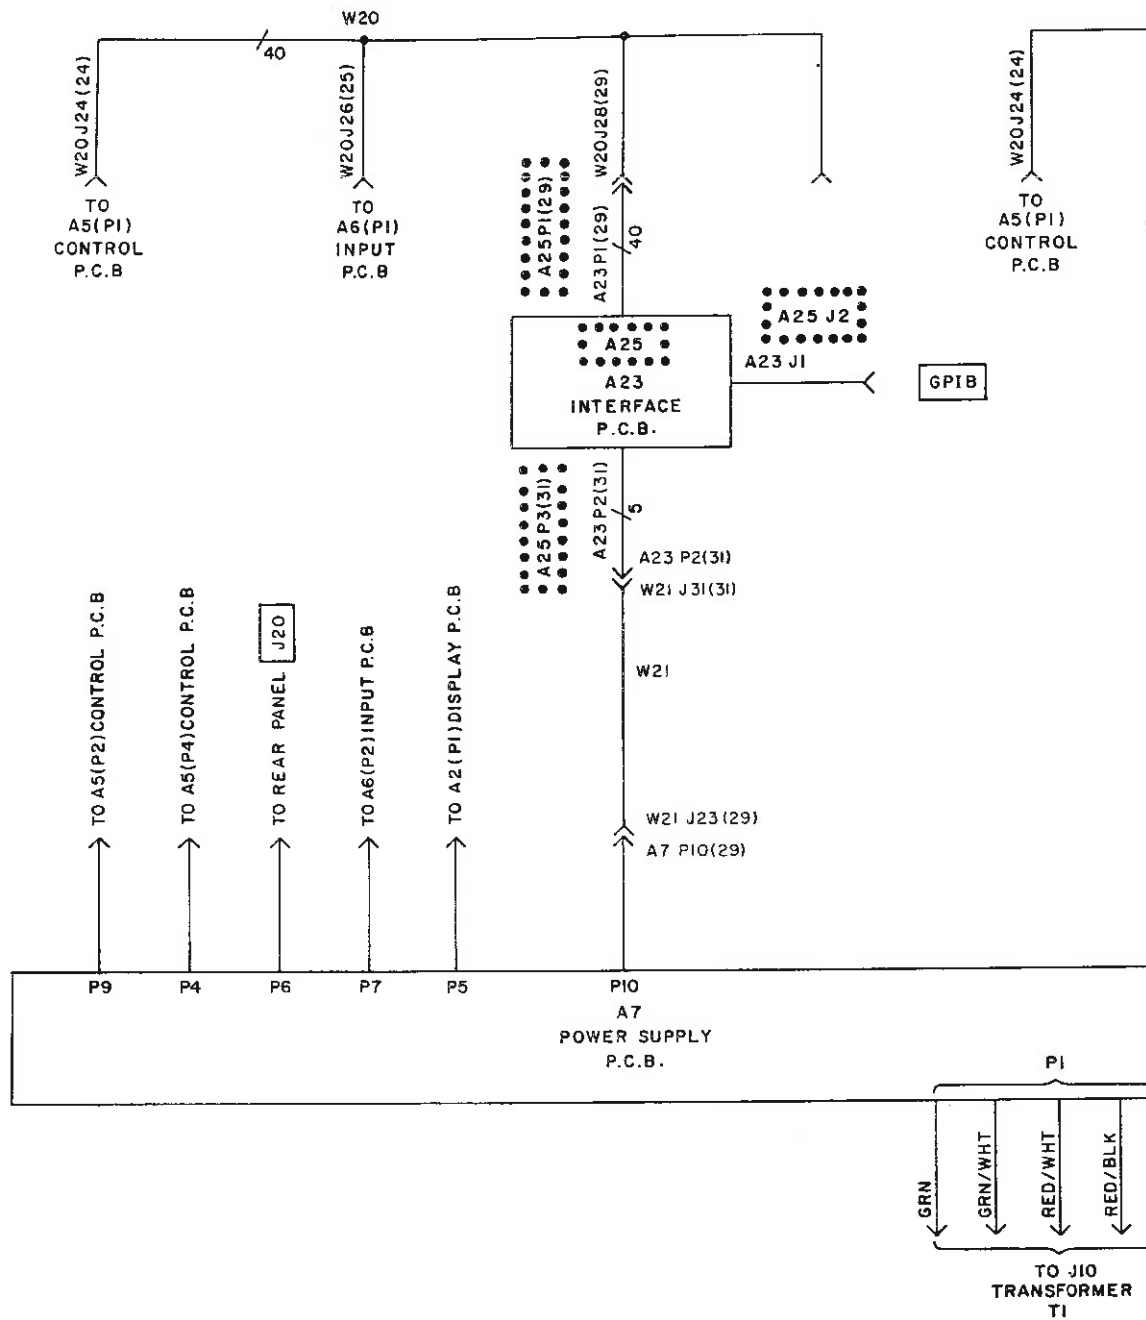 W20
40
W20J24(24)
TO
A5(P1)
CONTROL
P.C.B
W20J26(25)
TO
A6(P1)
INPUT
P.C.B
W20J28(29)
A25P1(29)
A23P1(29)
40
W20J24(24)
TO
A5(P1)
CONTROL
P.C.B
A25
A23
INTERFACE
P.C.B.
A25 J2
A23 J1
GPIB
A25P3(31)
A23P2(31)
5
A23 P2(31)
W21 J31(31)
W21
W21 J23(29)
A7 P10(29)
TO A5(P2)CONTROL P.C.B
TO A5(P4)CONTROL P.C.B
TO REAR PANEL J20
TO A6(P2)INPUT P.C.B
TO A2(P1)DISPLAY P.C.B
P9 P4 P6 P7 P5 P10
A7
POWER SUPPLY
P.C.B.
P1
GRN
GRN/WHT
RED/WHT
RED/BLK
TO J10
TRANSFORMER
T1